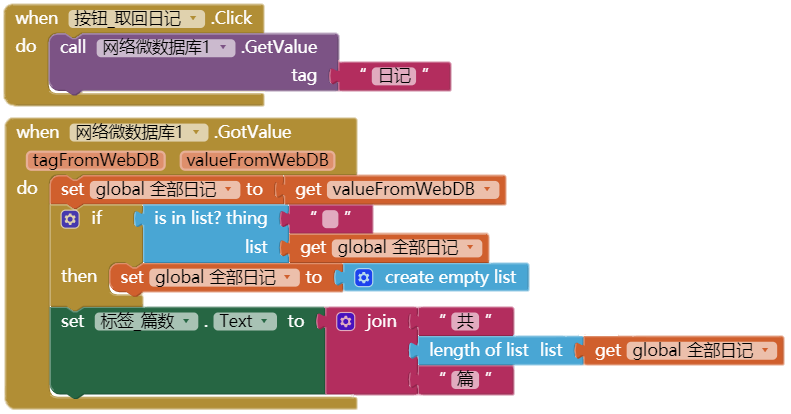 when 按钮_取回日记 .Click
do call 网络微数据库1 .GetValue
tag "日记"
when 网络微数据库1 .GotValue
tagFromWebDB valueFromWebDB
do set global 全部日记 to get valueFromWebDB
if is in list? thing " "
list get global 全部日记
then set global 全部日记 to create empty list
set 标签_篇数 . Text to join "共"
length of list list get global 全部日记
"篇"